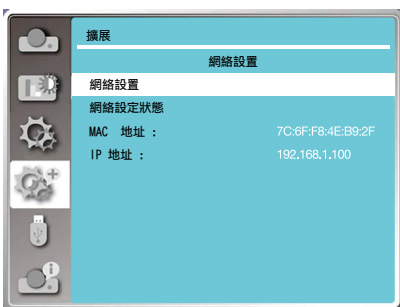 擴展
網絡設置
網絡設置
網絡設定狀態
MAC 地址 : 7C:6F:F8:4E:B9:2F
IP 地址 : 192.168.1.100